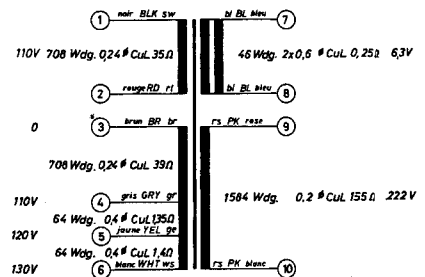 1 noir BLK sw
bl BL bleu 7
110V 708 Wdg. 0,24 ø CuL 35Ω
46 Wdg. 2x0,6 ø CuL 0,25Ω 6,3V
2 rouge RD rt
bl BL bleu 8
0 3 brun BR br
rs PK rose 9
708 Wdg. 0,24 ø CuL 39Ω
110V 4 gris GRY gr
1584 Wdg. 0,2 ø CuL 155Ω 222V
64 Wdg. 0,4 ø CuL 1,35Ω
120V 5 jaune YEL ge
64 Wdg. 0,4 ø CuL 1,4Ω
130V 6 blanc WHT ws
rs PK blanc 10